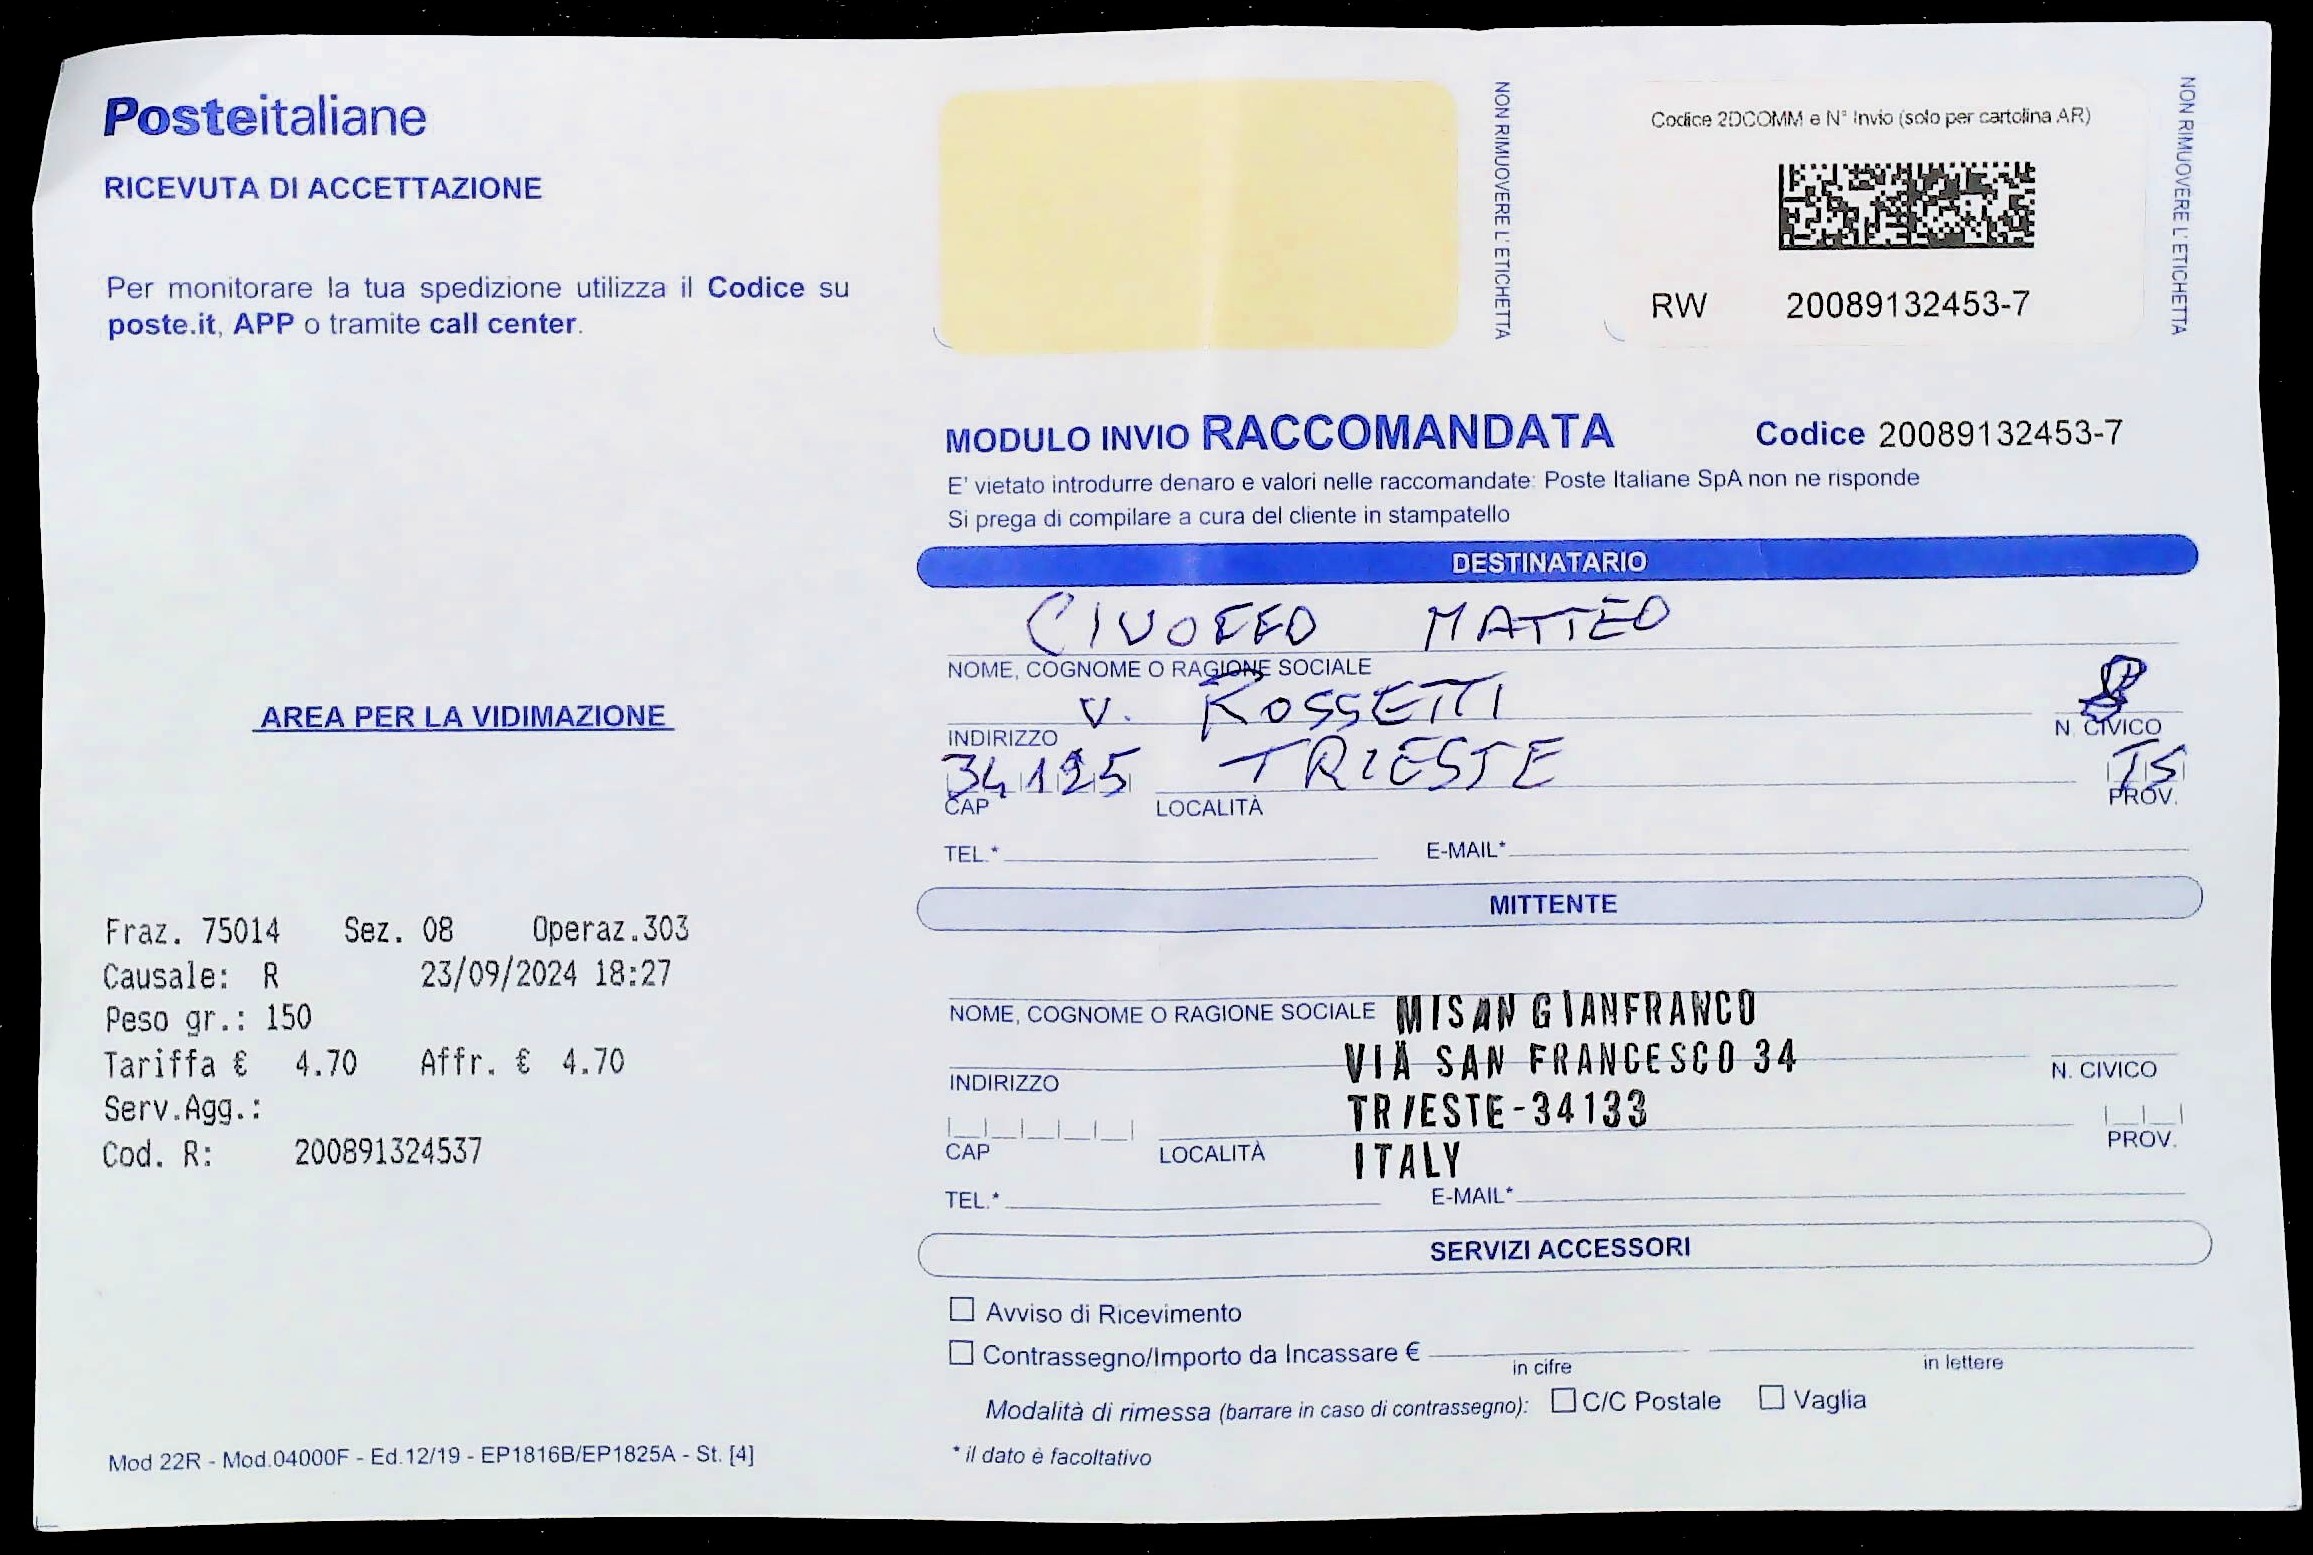 Posteitaliane
RICEVUTA DI ACCETTAZIONE
Per monitorare la tua spedizione utilizza il Codice su
poste.it, APP o tramite call center.
AREA PER LA VIDIMAZIONE
Fraz. 75014 Sez. 08 Operaz.303
Causale: R 23/09/2024 18:27
Peso gr.: 150
Tariffa € 4.70 Affr. € 4.70
Serv.Agg.:
Cod. R: 200891324537
Mod 22R - Mod.04000F - Ed.12/19 - EP1816B/EP1825A - St. [4]
NON RIMUOVERE L'ETICHETTA
Codice 2DCOMM e N° Invio (solo per cartolina AR)
RW 20089132453-7
NON RIMUOVERE L'ETICHETTA
MODULO INVIO RACCOMANDATA Codice 20089132453-7
E' vietato introdurre denaro e valori nelle raccomandate: Poste Italiane SpA non ne risponde
Si prega di compilare a cura del cliente in stampatello
DESTINATARIO
MATTEO
NOME, COGNOME O RAGIONE SOCIALE
V. ROSSETTI
INDIRIZZO N. CIVICO
34125 TRIESTE TS
CAP LOCALITÀ PROV.
TEL.* E-MAIL*
MITTENTE
NOME, COGNOME O RAGIONE SOCIALE MISAN GIANFRANCO
VIA SAN FRANCESCO 34
INDIRIZZO N. CIVICO
TRIESTE-34133
CAP LOCALITÀ ITALY PROV.
TEL.* E-MAIL*
SERVIZI ACCESSORI
Avviso di Ricevimento
Contrassegno/Importo da Incassare €
in cifre in lettere
Modalità di rimessa (barrare in caso di contrassegno): C/C Postale Vaglia
* il dato è facoltativo